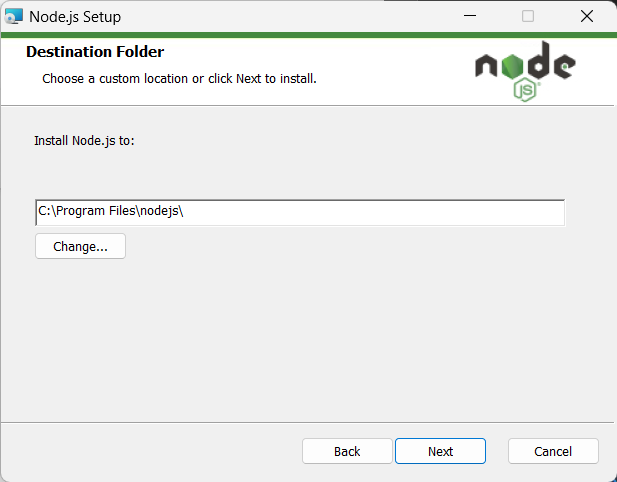 Node.js Setup
Destination Folder
Choose a custom location or click Next to install.
node
JS
Install Node.js to:
C:\Program Files\nodejs\
Change...
Back Next Cancel